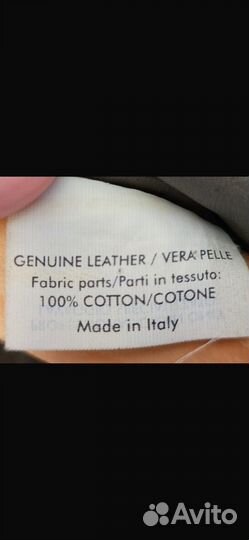 GENUINE LEATHER / VERA PELLE
Fabric parts/Parti in tessuto:
100% COTTON/COTONE
Made in Italy
Avito